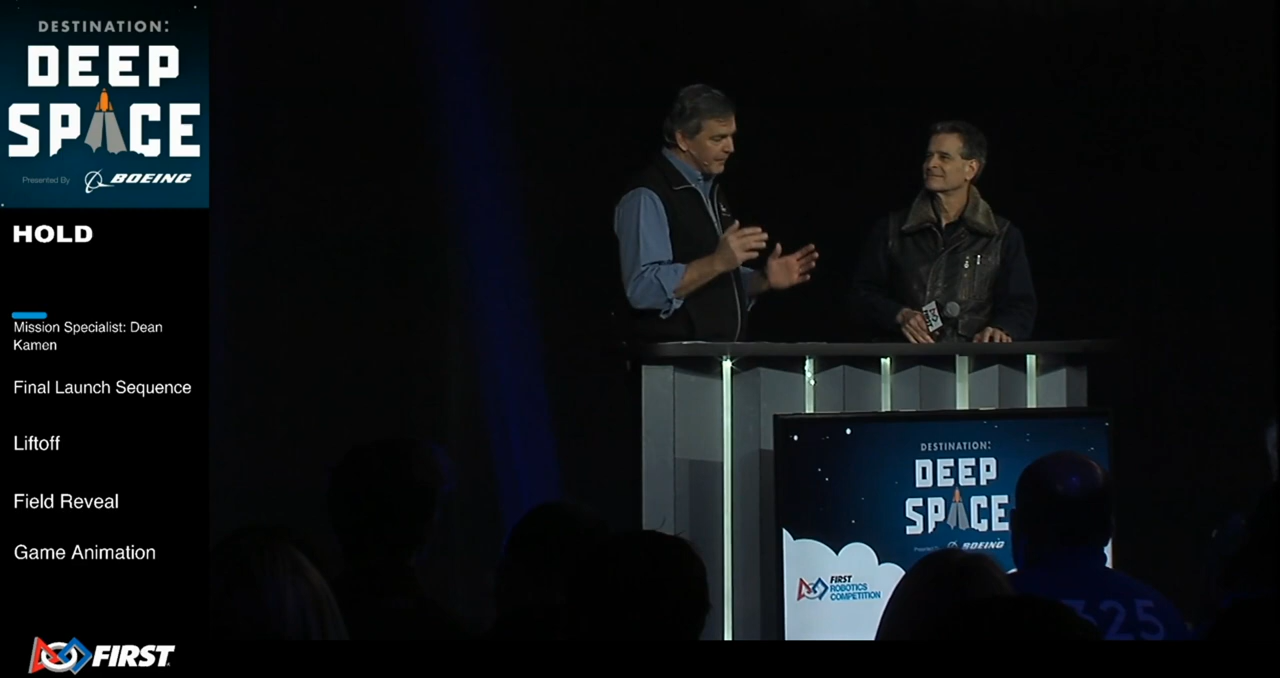 DESTINATION:
DEEP
SPACE
Presented By BOEING
HOLD
Mission Specialist: Dean
Kamen
Final Launch Sequence
Liftoff
Field Reveal
Game Animation
FIRST
DESTINATION:
DEEP
SPACE
BOEING
FIRST
ROBOTICS
COMPETITION
325